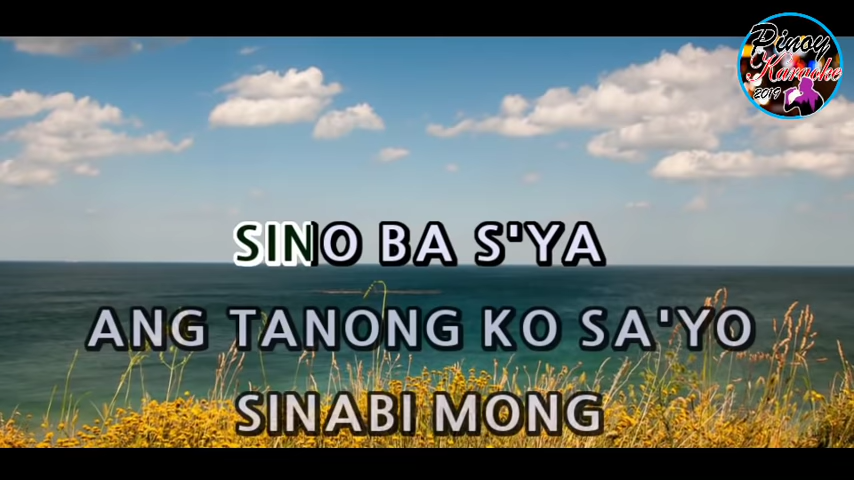 Pinoy
Karaoke
2019
SINO BA S'YA
ANG TANONG KO SA'YO
SINABI MONG